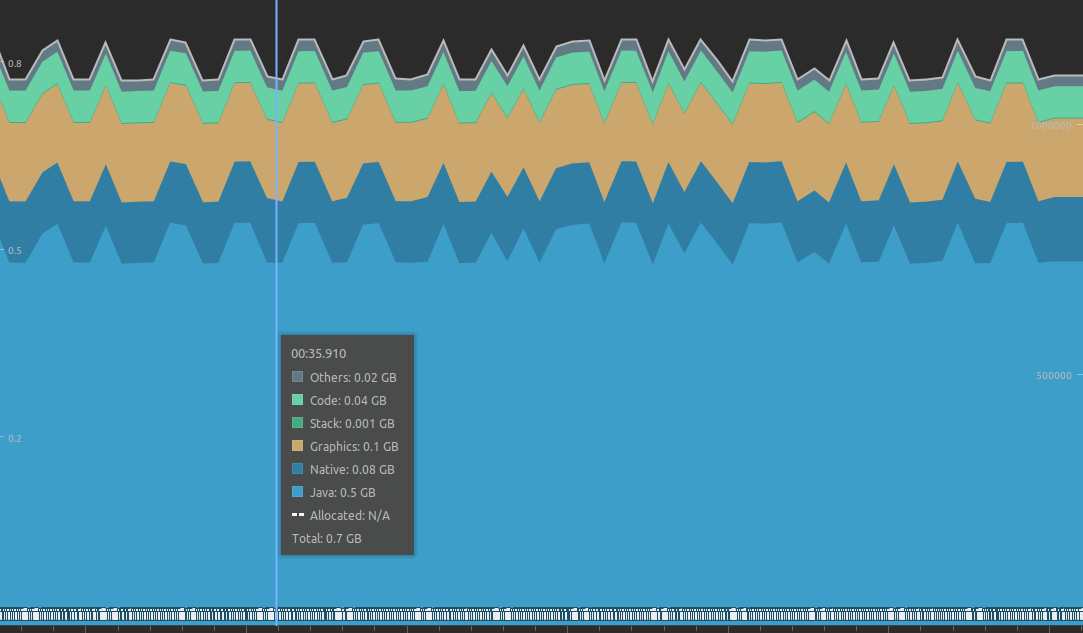 0.8
1000000
0.5
00:35.910
Others: 0.02 GB
500000
Code: 0.04 GB
Stack: 0.001 GB
0.2
Graphics: 0.1 GB
Native: 0.08 GB
Java: 0.5 GB
Allocated: N/A
Total: 0.7 GB